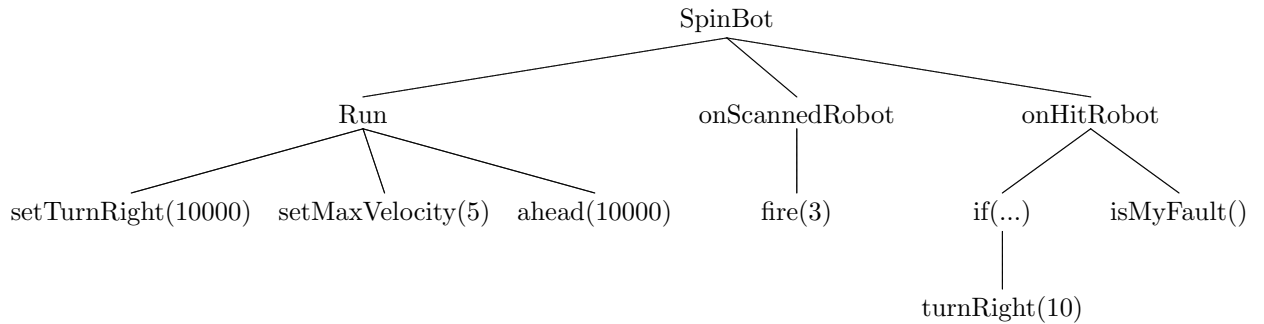 SpinBot
Run onScannedRobot onHitRobot
setTurnRight(10000) setMaxVelocity(5) ahead(10000) fire(3) if(...) isMyFault()
turnRight(10)